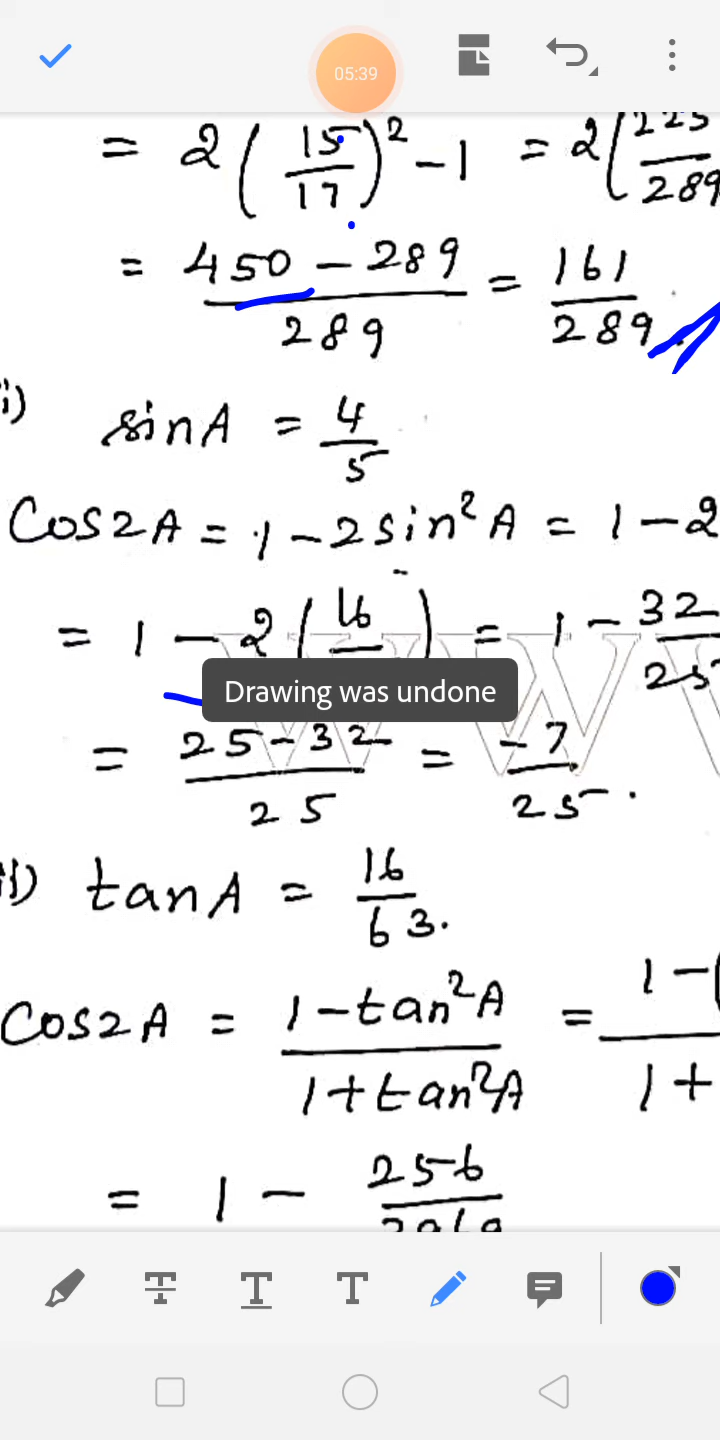 05:39
= 2(15/17)² - 1 = 2(225/289
= 450 - 289/289 = 161/289.
i) sinA = 4/5
Cos2A = 1 - 2sin²A = 1 - 2
= 1 - 2(16 ) = 1 - 32/25
Drawing was undone
= 25-32/25 = -7/25.
ii) tanA = 16/63.
Cos2A = 1-tan²A/1+tan²A = 1-(/1+
= 1 - 256/
WWW
T T T